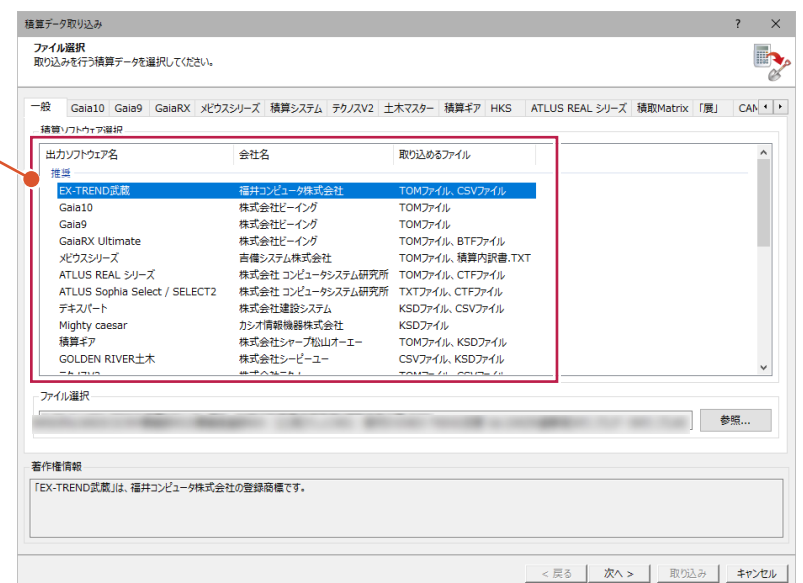 積算データ取り込み
?
ファイル選択
取り込みを行う積算データを選択してください。
一般 Gaia10 Gaia9 GaiaRX メビウスシリーズ 積算システム テクノスV2 土木マスター 積算ギア HKS ATLUS REAL シリーズ 積取Matrix 「展」
積算ソフトウェア選択
出力ソフトウェア名 会社名 取り込めるファイル
推奨
EX-TREND武蔵 福井コンピュータ株式会社 TOMファイル、CSVファイル
Gaia10 株式会社ビーイング TOMファイル
Gaia9 株式会社ビーイング TOMファイル
GaiaRX Ultimate 株式会社ビーイング TOMファイル、BTFファイル
メビウスシリーズ 吉備システム株式会社 TOMファイル、積算内訳書.TXT
ATLUS REAL シリーズ 株式会社 コンピュータシステム研究所 TOMファイル、CTFファイル
ATLUS Sophia Select / SELECT2 株式会社 コンピュータシステム研究所 TXTファイル、CTFファイル
デキスパート 株式会社建設システム KSDファイル、CSVファイル
Mighty caesar カシオ情報機器株式会社 KSDファイル
積算ギア 株式会社シャープ松山オーエー TOMファイル、KSDファイル
GOLDEN RIVER土木 株式会社シーピーユー CSVファイル、KSDファイル
ファイル選択
参照...
著作権情報
「EX-TREND武蔵」は、福井コンピュータ株式会社の登録商標です。
< 戻る 次へ > 取り込み キャンセル